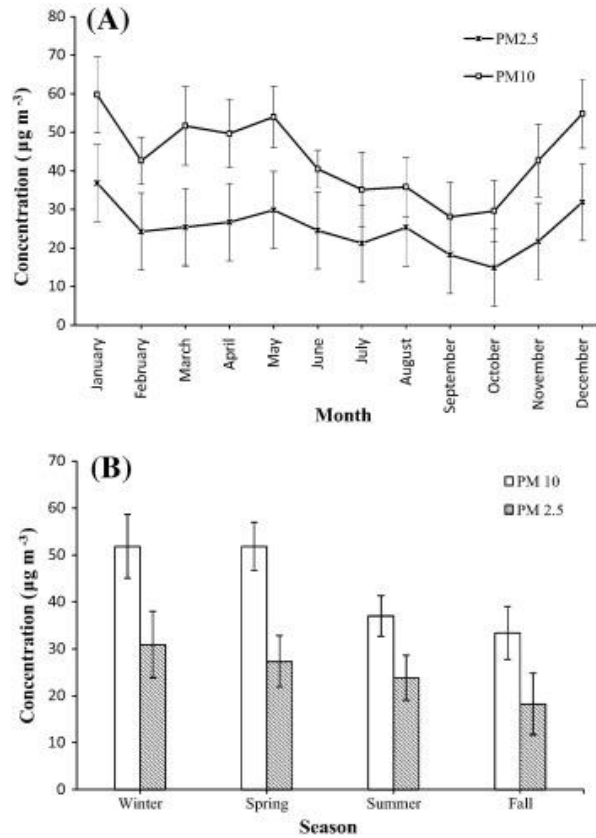 (A)
PM2.5
PM10
Concentration ( µg m⁻³)
80
70
60
50
40
30
20
10
0
January
February
March
April
May
June
July
August
September
October
November
December
Month
(B)
PM 10
PM 2.5
Concentration (µg m⁻³)
70
60
50
40
30
20
10
0
Winter
Spring
Summer
Fall
Season